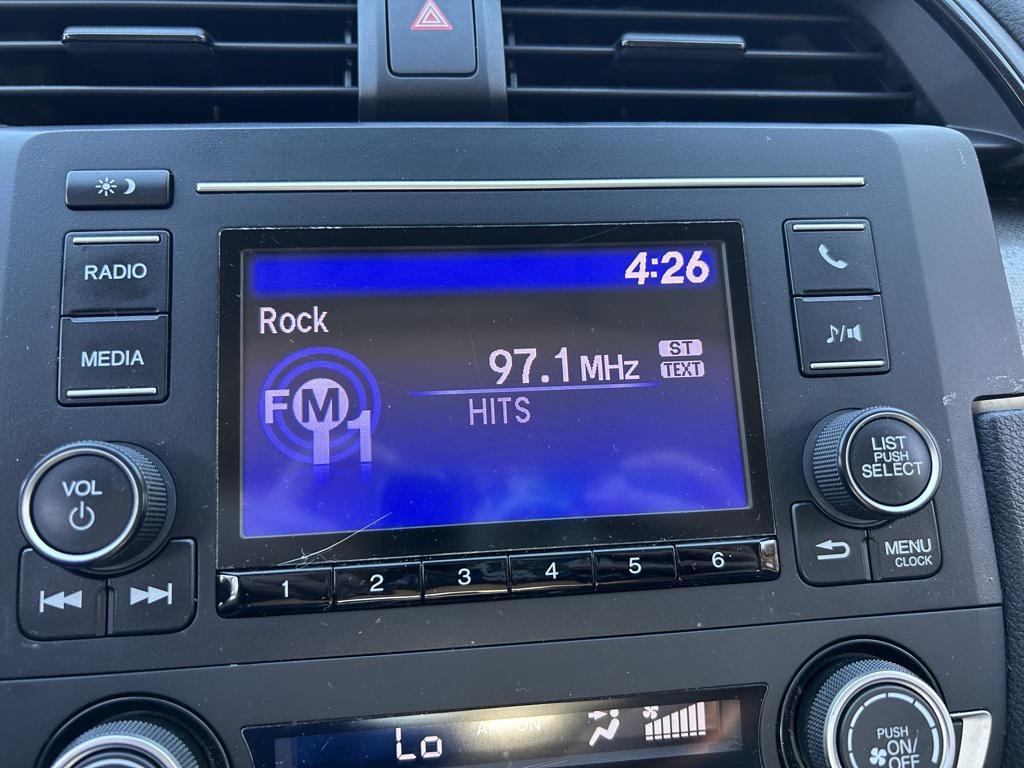 4:26
RADIO
Rock
MEDIA
97.1 MHz
ST
TEXT
FM
1
HITS
LIST
PUSH
SELECT
VOL
1 2 3 4 5 6
MENU
CLOCK
Lo
ON
PUSH
ON/
OFF